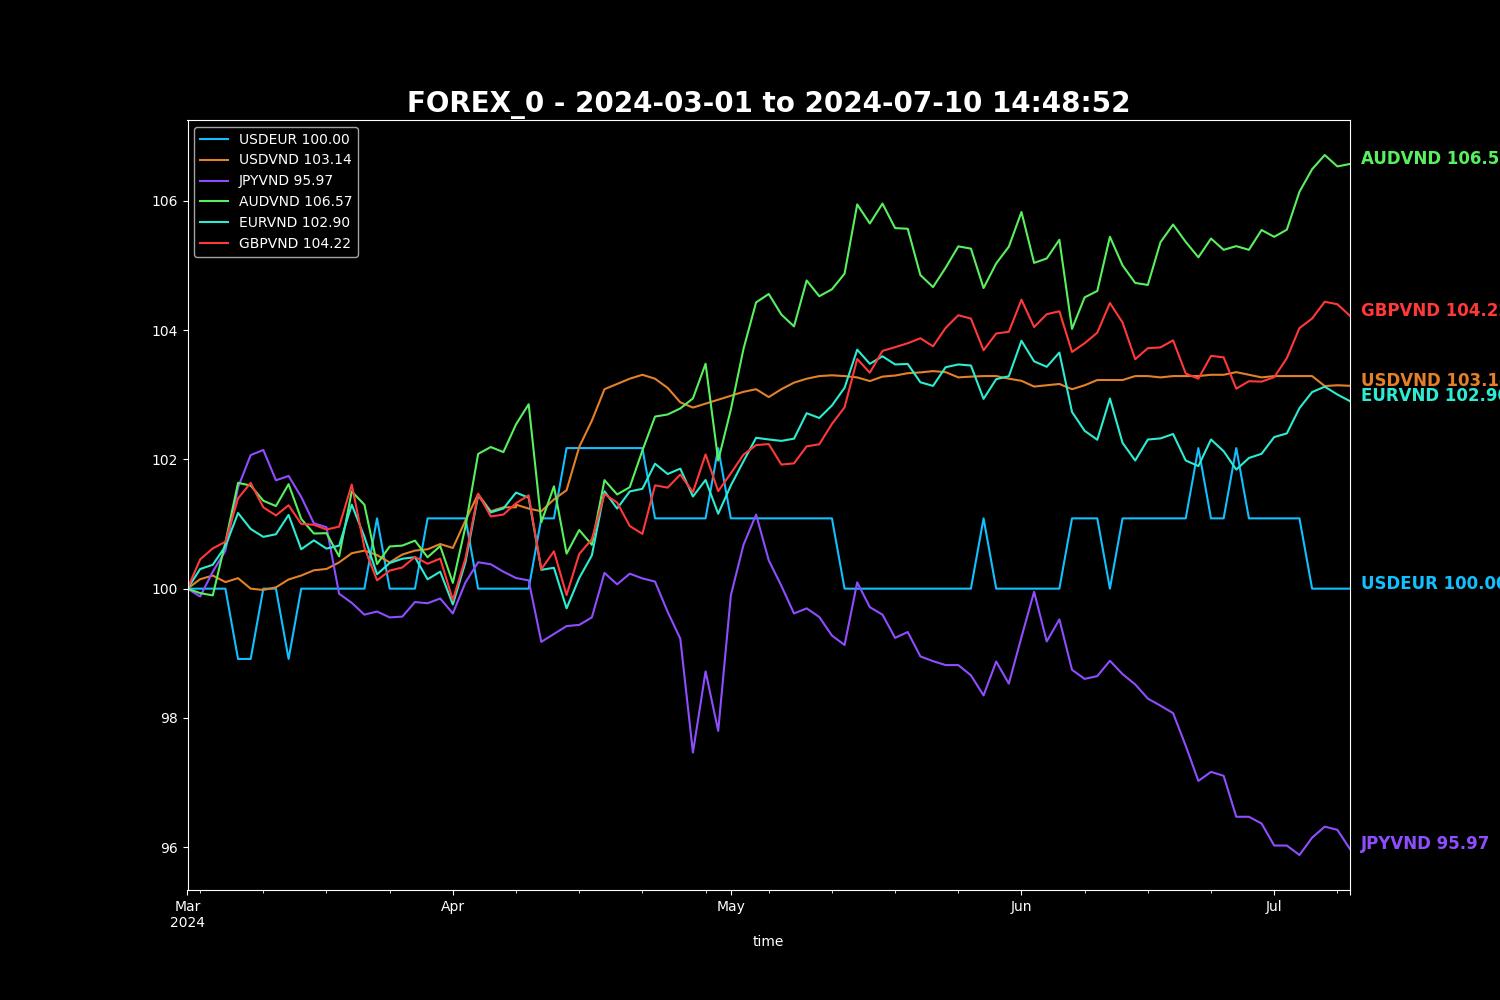 FOREX_0 - 2024-03-01 to 2024-07-10 14:48:52
USDEUR 100.00
USDVND 103.14
JPYVND 95.97
AUDVND 106.57
EURVND 102.90
GBPVND 104.22
106
104
102
100
98
96
AUDVND 106.5
GBPVND 104.2
USDVND 103.1
EURVND 102.90
USDEUR 100.00
JPYVND 95.97
Mar Apr May Jun Jul
2024
time